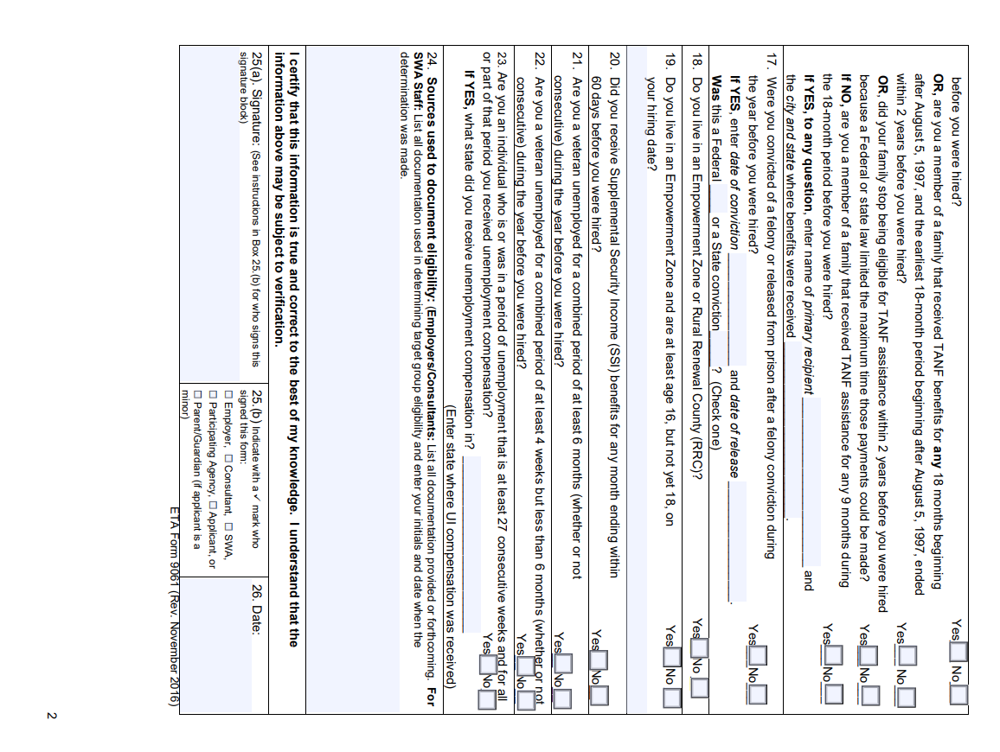 before you were hired? Yes No
OR, are you a member of a family that received TANF benefits for any 18 months beginning
after August 5, 1997, and the earliest 18-month period beginning after August 5, 1997, ended
within 2 years before you were hired? Yes No
OR, did your family stop being eligible for TANF assistance within 2 years before you were hired
because a Federal or state law limited the maximum time those payments could be made? Yes No
If NO, are you a member of a family that received TANF assistance for any 9 months during
the 18-month period before you were hired? Yes No
If YES, to any question, enter name of primary recipient and
the city and state where benefits were received .
17. Were you convicted of a felony or released from prison after a felony conviction during
the year before you were hired? Yes No
If YES, enter date of conviction and date of release .
Was this a Federal or a State conviction ? (Check one)
18. Do you live in an Empowerment Zone or Rural Renewal County (RRC)? Yes No
19. Do you live in an Empowerment Zone and are at least age 16, but not yet 18, on Yes No
your hiring date?
20. Did you receive Supplemental Security Income (SSI) benefits for any month ending within
60 days before you were hired? Yes No
21. Are you a veteran unemployed for a combined period of at least 6 months (whether or not
consecutive) during the year before you were hired? Yes No
22. Are you a veteran unemployed for a combined period of at least 4 weeks but less than 6 months (whether or not
consecutive) during the year before you were hired? Yes No
23. Are you an individual who is or was in a period of unemployment that is at least 27 consecutive weeks and for all
or part of that period you received unemployment compensation? Yes No
If YES, what state did you receive unemployment compensation in?
(Enter state where UI compensation was received)
24. Sources used to document eligibility: (Employers/Consultants: List all documentation provided or forthcoming. For
SWA Staff: List all documentation used in determining target group eligibility and enter your initials and date when the
determination was made.
I certify that this information is true and correct to the best of my knowledge. I understand that the
information above may be subject to verification.
25(a). Signature: (See instructions in Box 25.(b) for who signs this
signature block)
25.(b) Indicate with a ✓ mark who
signed this form:
☐ Employer, ☐ Consultant, ☐ SWA,
☐ Participating Agency, ☐ Applicant, or
☐ Parent/Guardian (if applicant is a
minor)
26. Date:
ETA Form 9061 (Rev. November 2016)
2